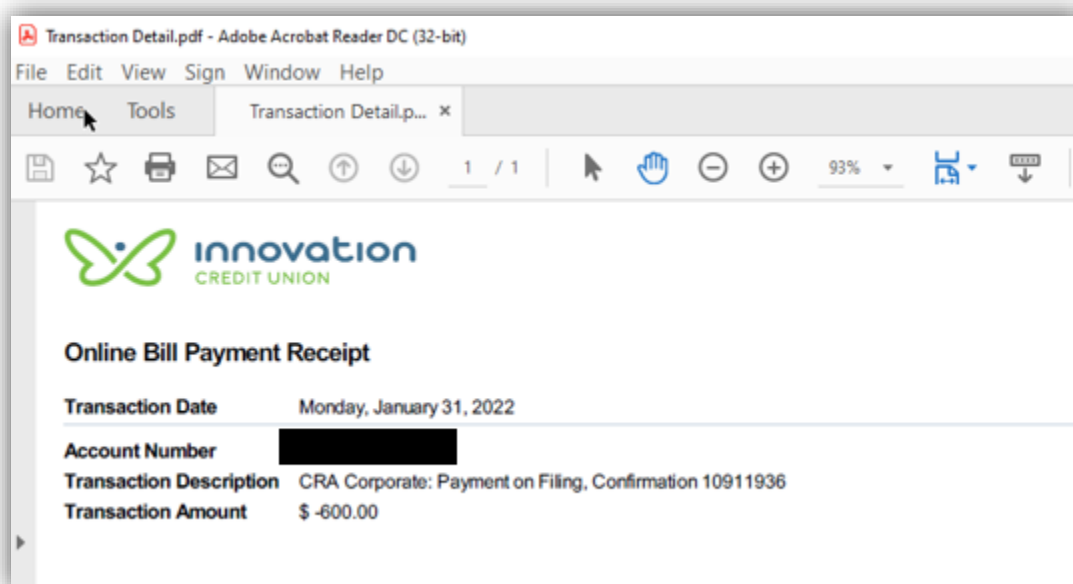 Transaction Detail.pdf - Adobe Acrobat Reader DC (32-bit)
File Edit View Sign Window Help
Home Tools Transaction Detail.p... ×
1 / 1 93%
innovation
CREDIT UNION
Online Bill Payment Receipt
Transaction Date Monday, January 31, 2022
Account Number
Transaction Description CRA Corporate: Payment on Filing, Confirmation 10911936
Transaction Amount $ -600.00